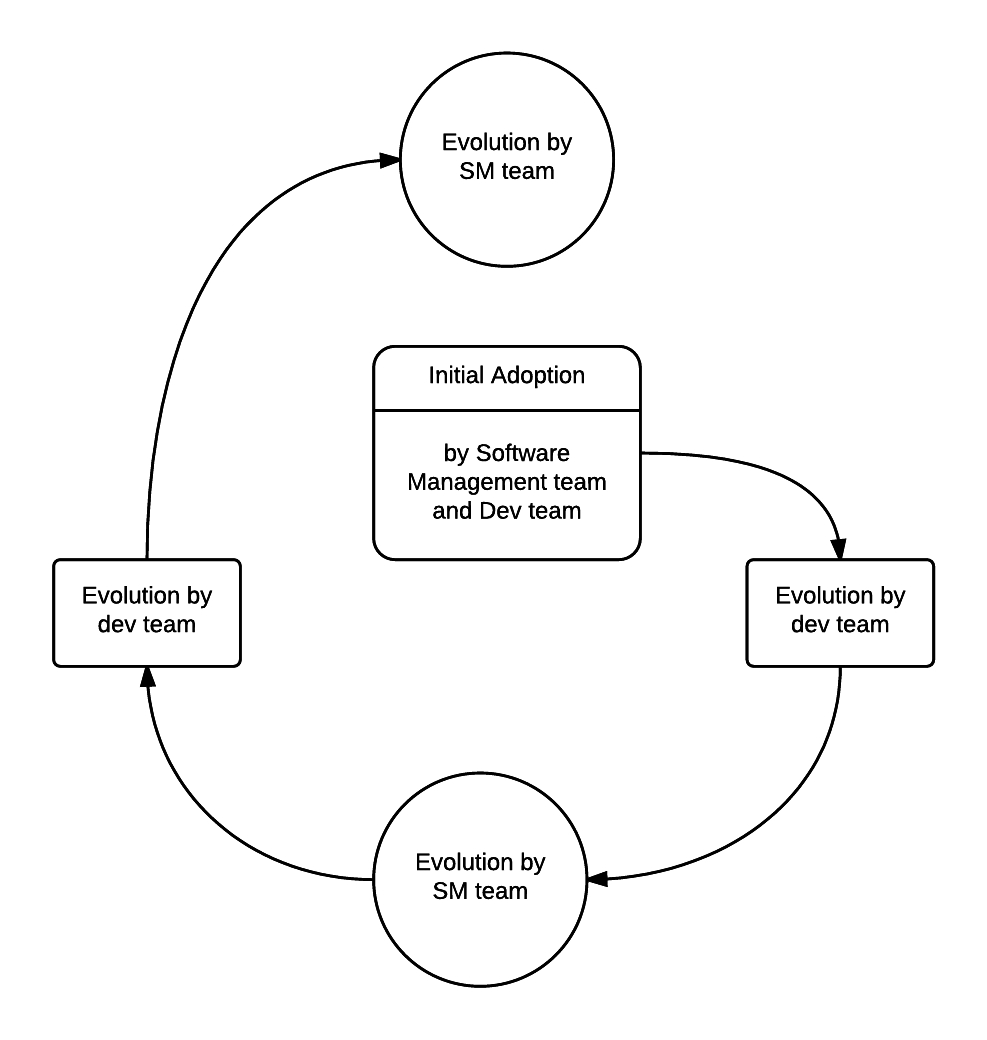 Evolution by
SM team
Initial Adoption
by Software
Management team
and Dev team
Evolution by
dev team
Evolution by
dev team
Evolution by
SM team